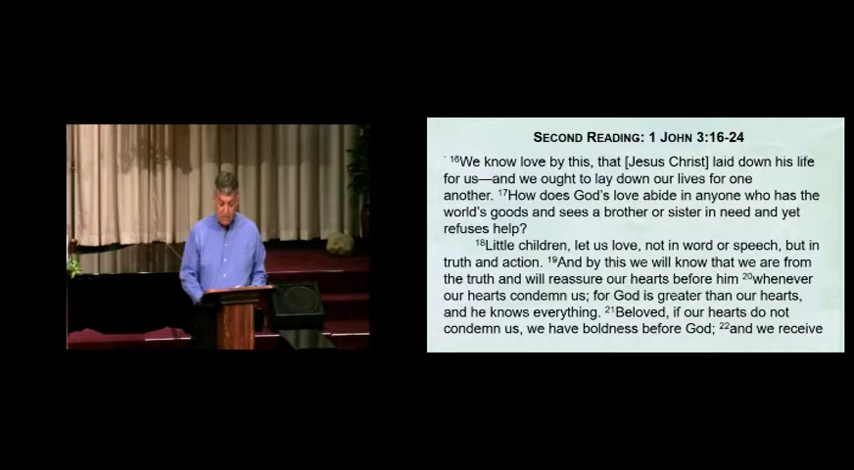 SECOND READING: 1 JOHN 3:16-24
16We know love by this, that [Jesus Christ] laid down his life
for us—and we ought to lay down our lives for one
another. 17How does God's love abide in anyone who has the
world's goods and sees a brother or sister in need and yet
refuses help?
18Little children, let us love, not in word or speech, but in
truth and action. 19And by this we will know that we are from
the truth and will reassure our hearts before him 20whenever
our hearts condemn us; for God is greater than our hearts,
and he knows everything. 21Beloved, if our hearts do not
condemn us, we have boldness before God; 22and we receive